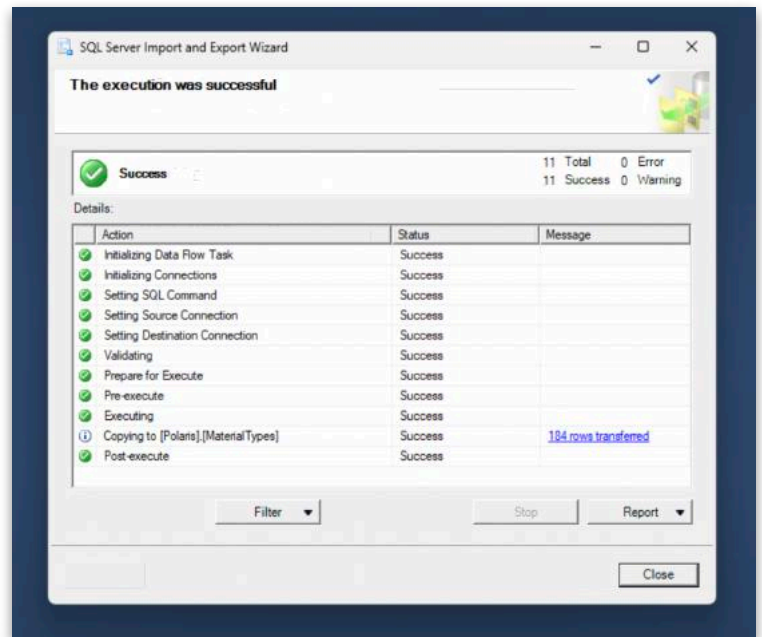 SQL Server Import and Export Wizard
The execution was successful
Success
11 Total 0 Error
11 Success 0 Warning
Details:
Action Status Message
Initializing Data Flow Task Success
Initializing Connections Success
Setting SQL Command Success
Setting Source Connection Success
Setting Destination Connection Success
Validating Success
Prepare for Execute Success
Pre-execute Success
Executing Success
Copying to [Polaris].[MaterialTypes] Success 184 rows transferred
Post-execute Success
Filter Stop Report
Close